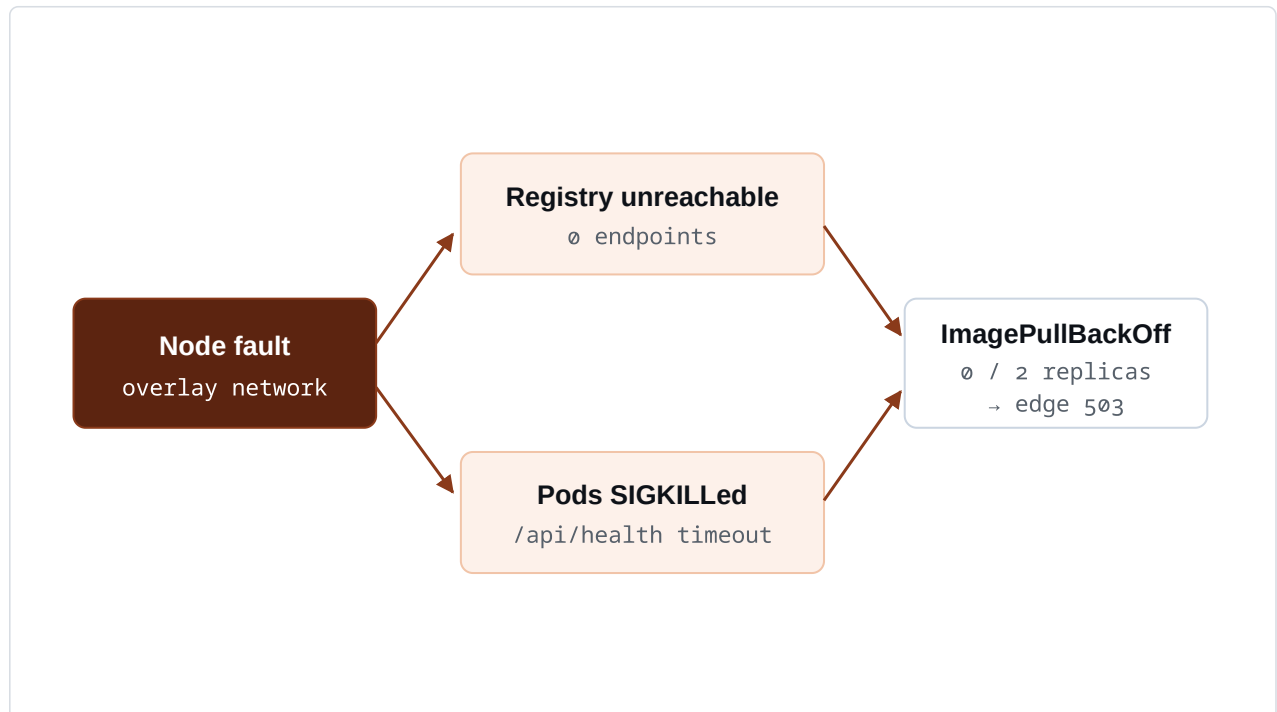 Node fault
overlay network
Registry unreachable
0 endpoints
Pods SIGKILLed
/api/health timeout
ImagePullBackOff
0 / 2 replicas
→ edge 503